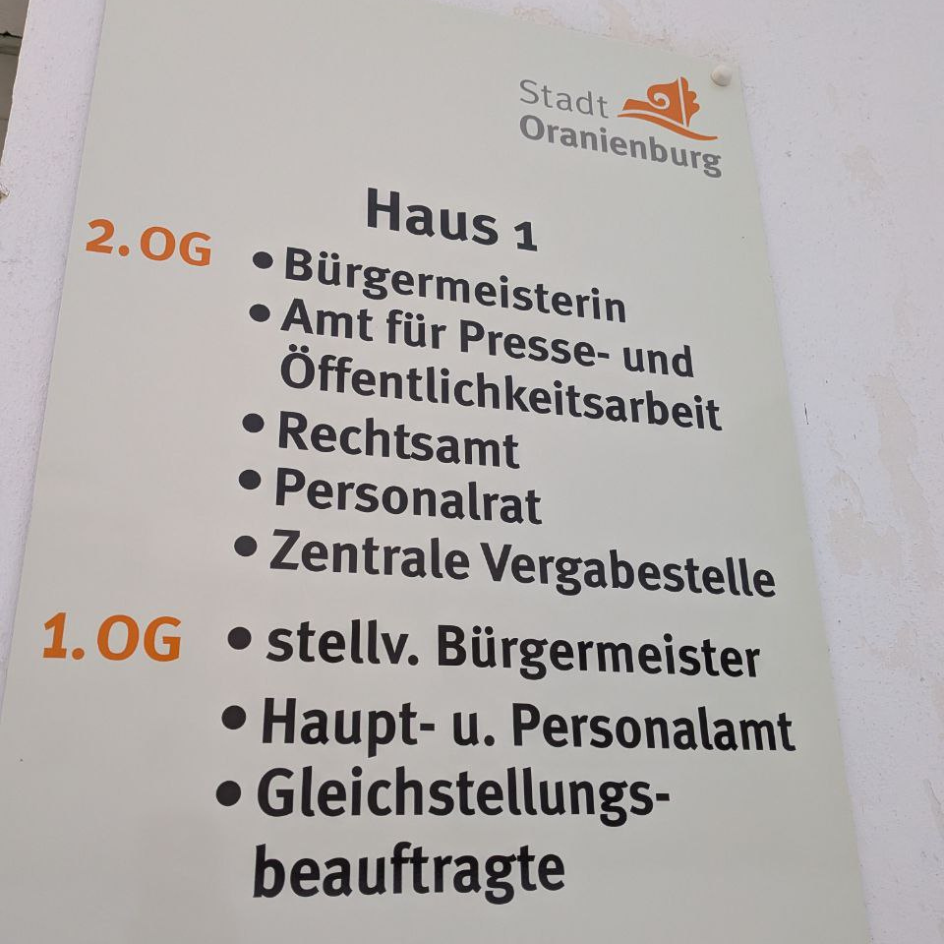 Stadt
Oranienburg
Haus 1
2. OG • Bürgermeisterin
• Amt für Presse- und
Öffentlichkeitsarbeit
• Rechtsamt
• Personalrat
• Zentrale Vergabestelle
1. OG • stellv. Bürgermeister
• Haupt- u. Personalamt
• Gleichstellungs-
beauftragte